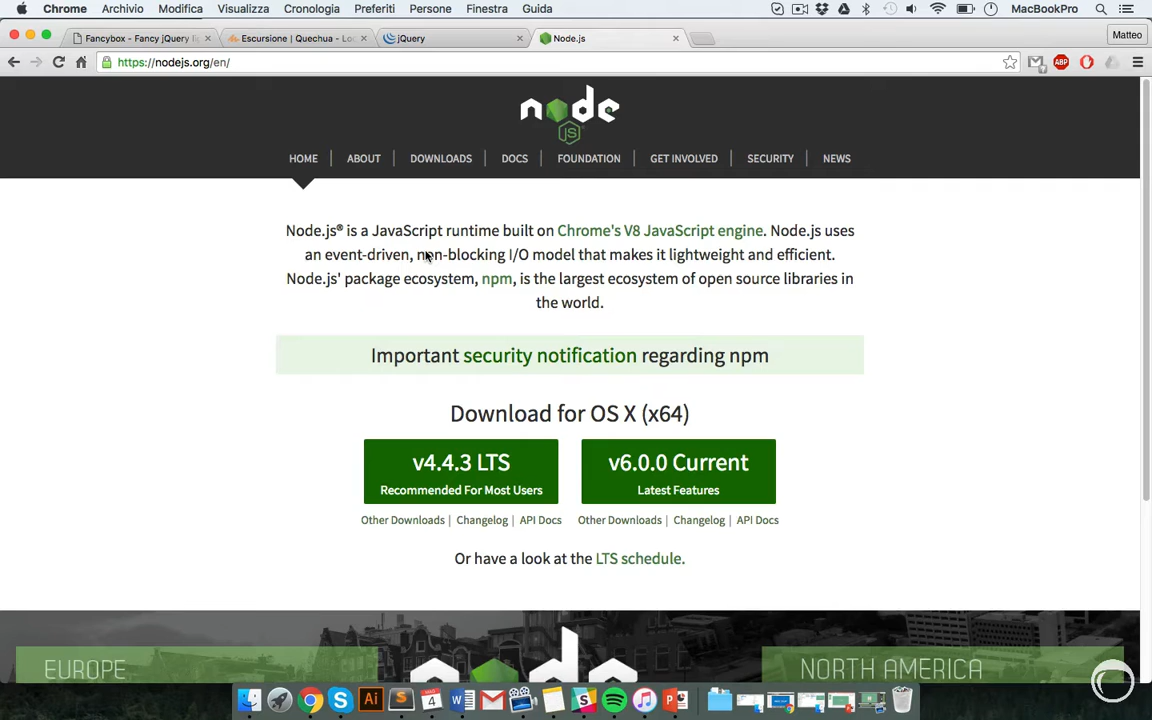 Chrome Archivio Modifica Visualizza Cronologia Preferiti Persone Finestra Guida MacBookPro
Fancybox - Fancy jQuery li
Escursione | Quechua - Lo
jQuery
Node.js
Matteo
https://nodejs.org/en/
ABP
node
JS
HOME | ABOUT | DOWNLOADS | DOCS | FOUNDATION | GET INVOLVED | SECURITY | NEWS
Node.js® is a JavaScript runtime built on Chrome's V8 JavaScript engine. Node.js uses
an event-driven, non-blocking I/O model that makes it lightweight and efficient.
Node.js' package ecosystem, npm, is the largest ecosystem of open source libraries in
the world.
Important security notification regarding npm
Download for OS X (x64)
v4.4.3 LTS
Recommended For Most Users
v6.0.0 Current
Latest Features
Other Downloads | Changelog | API Docs
Other Downloads | Changelog | API Docs
Or have a look at the LTS schedule.
EUROPE
NORTH AMERICA
Ai
4